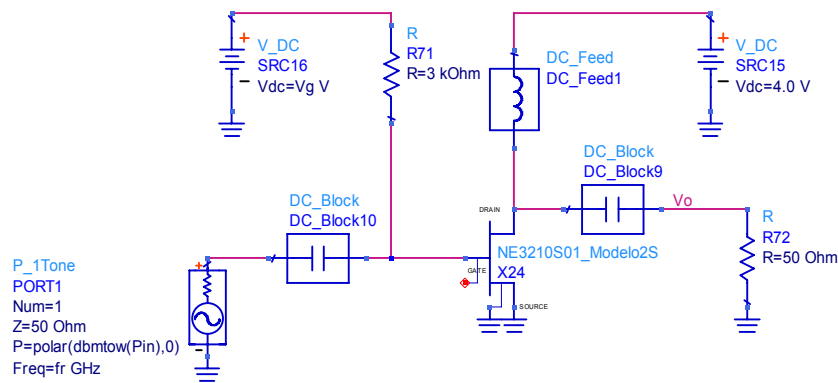 V_DC
SRC16
Vdc=Vg V
R
R71
R=3 kOhm
DC_Feed
DC_Feed1
V_DC
SRC15
Vdc=4.0 V
DC_Block
DC_Block10
DC_Block
DC_Block9
Vo
DRAIN
GATE
SOURCE
NE3210S01_Modelo2S
X24
R
R72
R=50 Ohm
P_1Tone
PORT1
Num=1
Z=50 Ohm
P=polar(dbmtow(Pin),0)
Freq=fr GHz